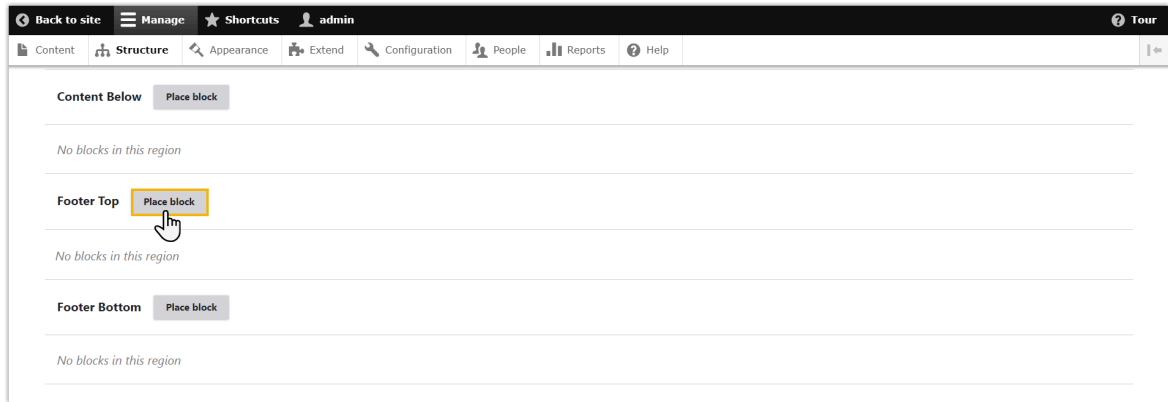 Back to site Manage Shortcuts admin Tour
Content Structure Appearance Extend Configuration People Reports Help
Content Below Place block
No blocks in this region
Footer Top Place block
No blocks in this region
Footer Bottom Place block
No blocks in this region